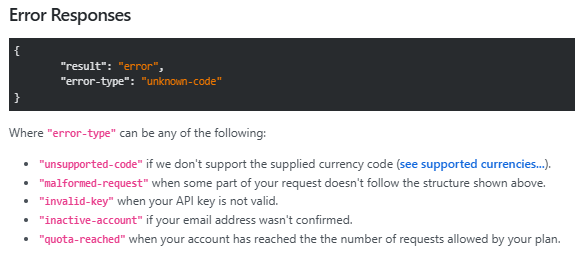 Error Responses
{
"result": "error",
"error-type": "unknown-code"
}
Where "error-type" can be any of the following:
"unsupported-code" if we don't support the supplied currency code (see supported currencies...).
"malformed-request" when some part of your request doesn't follow the structure shown above.
"invalid-key" when your API key is not valid.
"inactive-account" if your email address wasn't confirmed.
"quota-reached" when your account has reached the the number of requests allowed by your plan.